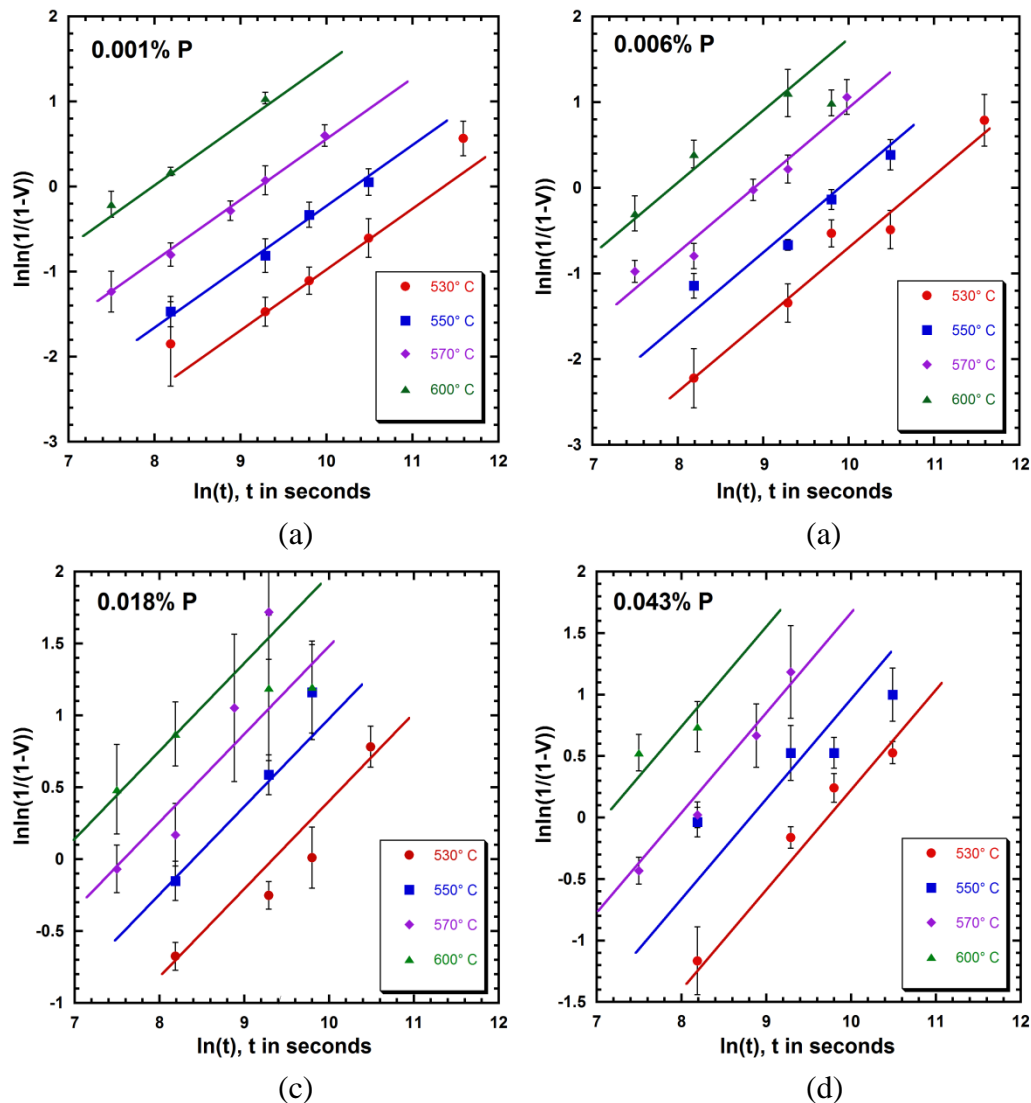 0.001% P
lnln(1/(1-V))
2
1
0
-1
-2
-3
530° C
550° C
570° C
600° C
7 8 9 10 11 12
ln(t), t in seconds
(a)
0.006% P
lnln(1/(1-V))
2
1
0
-1
-2
-3
530° C
550° C
570° C
600° C
7 8 9 10 11 12
ln(t), t in seconds
(a)
0.018% P
lnln(1/(1-V))
2
1.5
1
0.5
0
-0.5
-1
530° C
550° C
570° C
600° C
7 8 9 10 11 12
ln(t), t in seconds
(c)
0.043% P
lnln(1/(1-V))
2
1.5
1
0.5
0
-0.5
-1
-1.5
530° C
550° C
570° C
600° C
7 8 9 10 11 12
ln(t), t in seconds
(d)